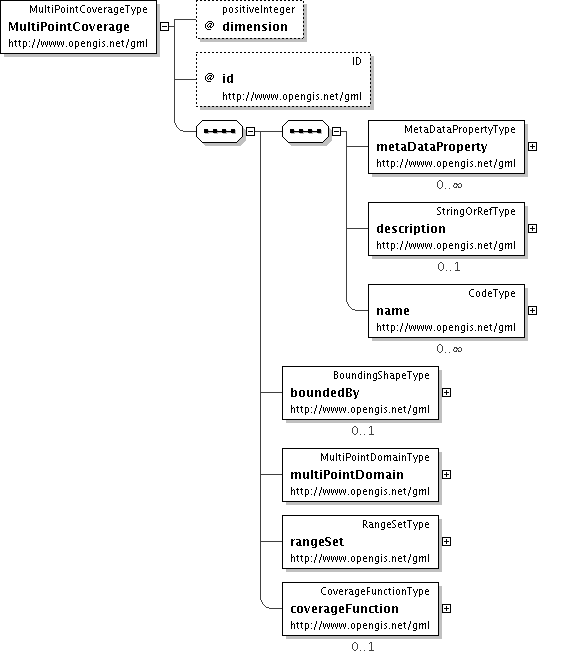 MultiPointCoverageType
MultiPointCoverage
http://www.opengis.net/gml
positiveInteger
@ dimension
ID
@ id
http://www.opengis.net/gml
MetaDataPropertyType
metaDataProperty
http://www.opengis.net/gml
0..∞
StringOrRefType
description
http://www.opengis.net/gml
0..1
CodeType
name
http://www.opengis.net/gml
0..∞
BoundingShapeType
boundedBy
http://www.opengis.net/gml
0..1
MultiPointDomainType
multiPointDomain
http://www.opengis.net/gml
RangeSetType
rangeSet
http://www.opengis.net/gml
CoverageFunctionType
coverageFunction
http://www.opengis.net/gml
0..1